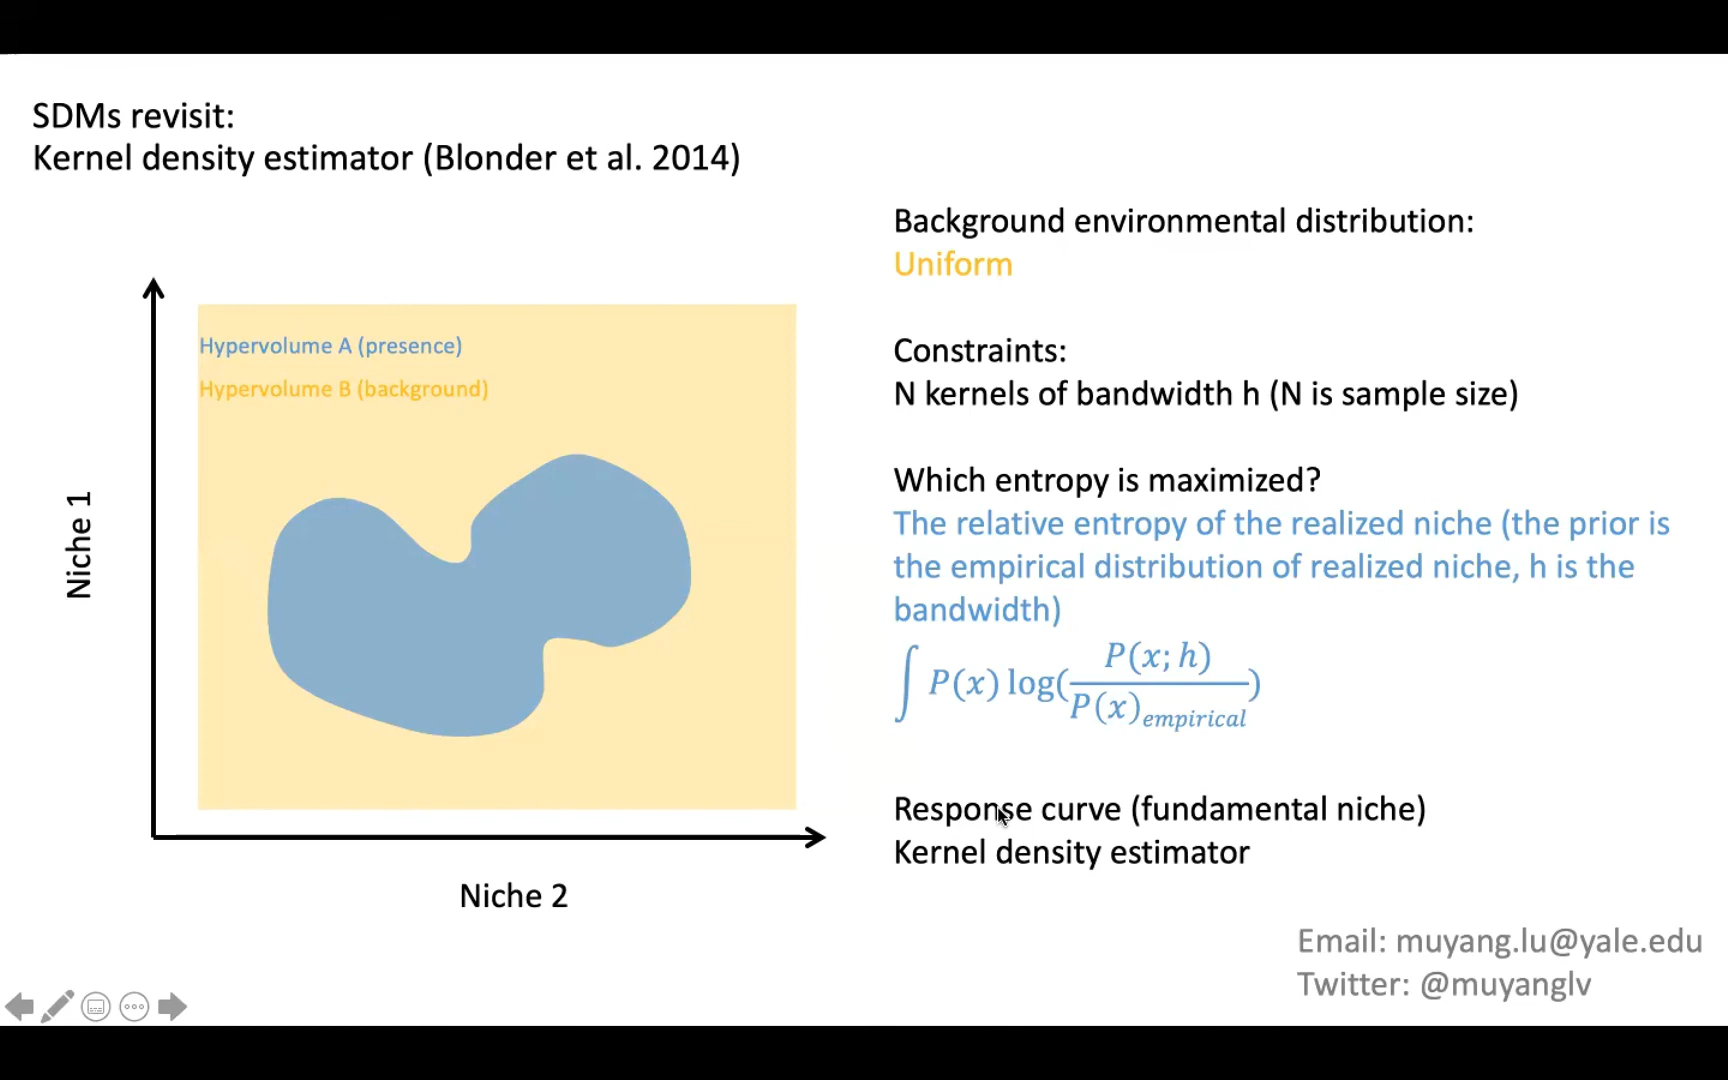 SDMs revisit:
Kernel density estimator (Blonder et al. 2014)
Background environmental distribution:
Uniform
Hypervolume A (presence)
Hypervolume B (background)
Constraints:
N kernels of bandwidth h (N is sample size)
Which entropy is maximized?
The relative entropy of the realized niche (the prior is
the empirical distribution of realized niche, h is the
bandwidth)
∫ P(x) log(P(x; h) / P(x)empirical)
Niche 1
Response curve (fundamental niche)
Kernel density estimator
Niche 2
Email: muyang.lu@yale.edu
Twitter: @muyanglv